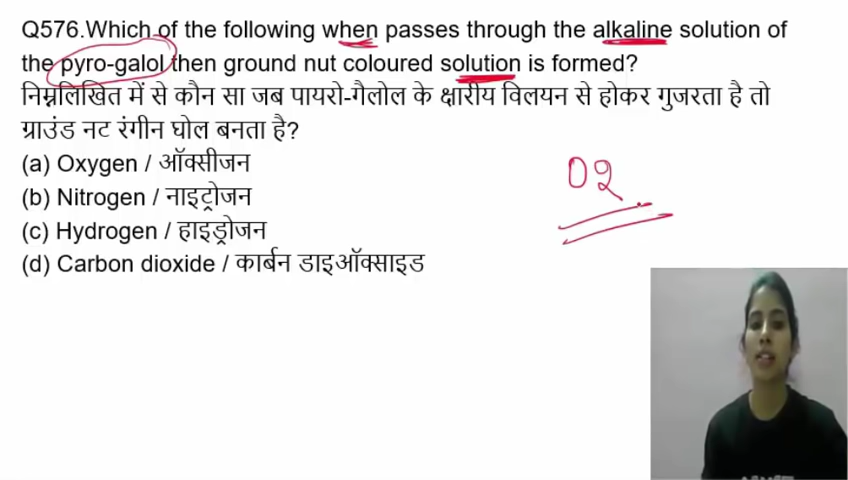 Q576.Which of the following when passes through the alkaline solution of
the pyro-galol then ground nut coloured solution is formed?
निम्नलिखित में से कौन सा जब पायरो-गैलोल के क्षारीय विलयन से होकर गुजरता है तो
ग्राउंड नट रंगीन घोल बनता है?
(a) Oxygen / ऑक्सीजन
O2
(b) Nitrogen / नाइट्रोजन
(c) Hydrogen / हाइड्रोजन
(d) Carbon dioxide / कार्बन डाइऑक्साइड